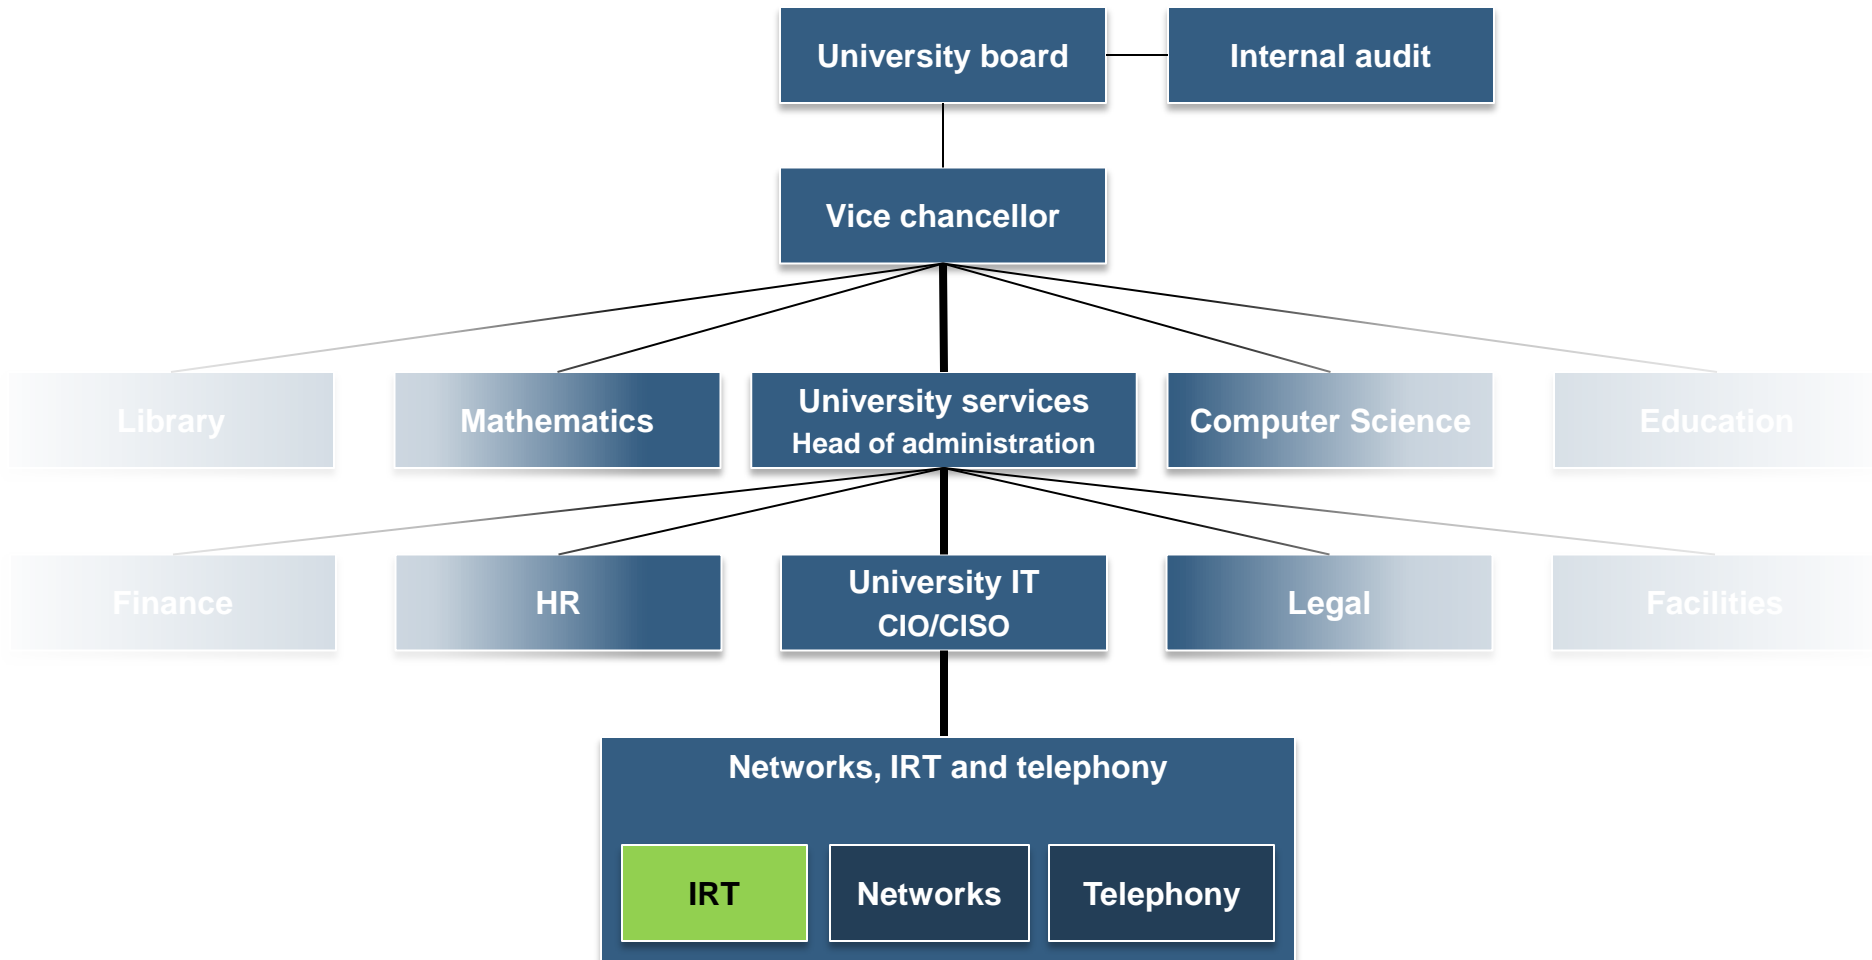 University board
Internal audit
Vice chancellor
Library
Mathematics
University services
Head of administration
Computer Science
Education
Finance
HR
University IT
CIO/CISO
Legal
Facilities
Networks, IRT and telephony
IRT
Networks
Telephony